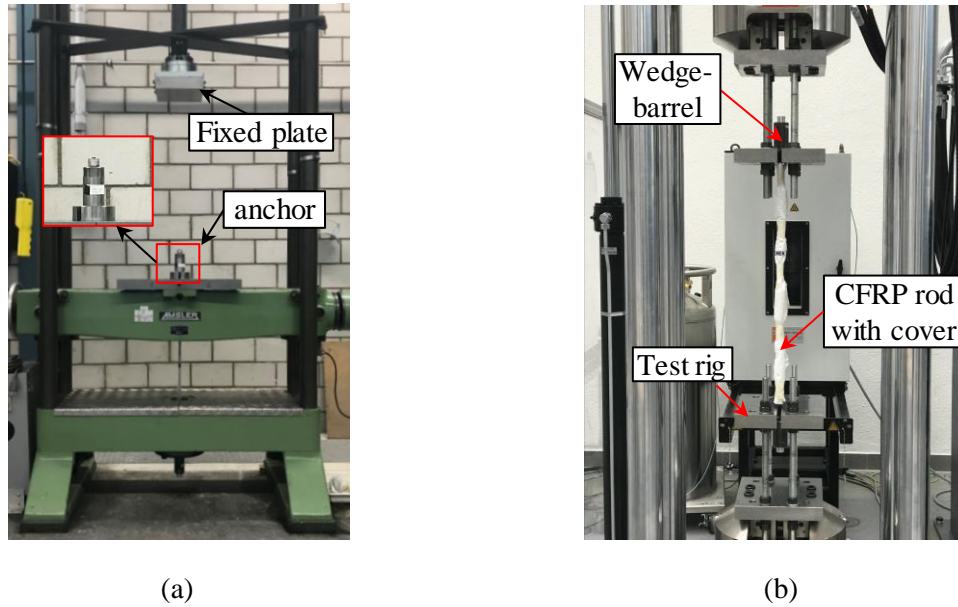 Fixed plate
anchor
AMSLER
(a)
Wedge-
barrel
CFRP rod
with cover
Test rig
(b)